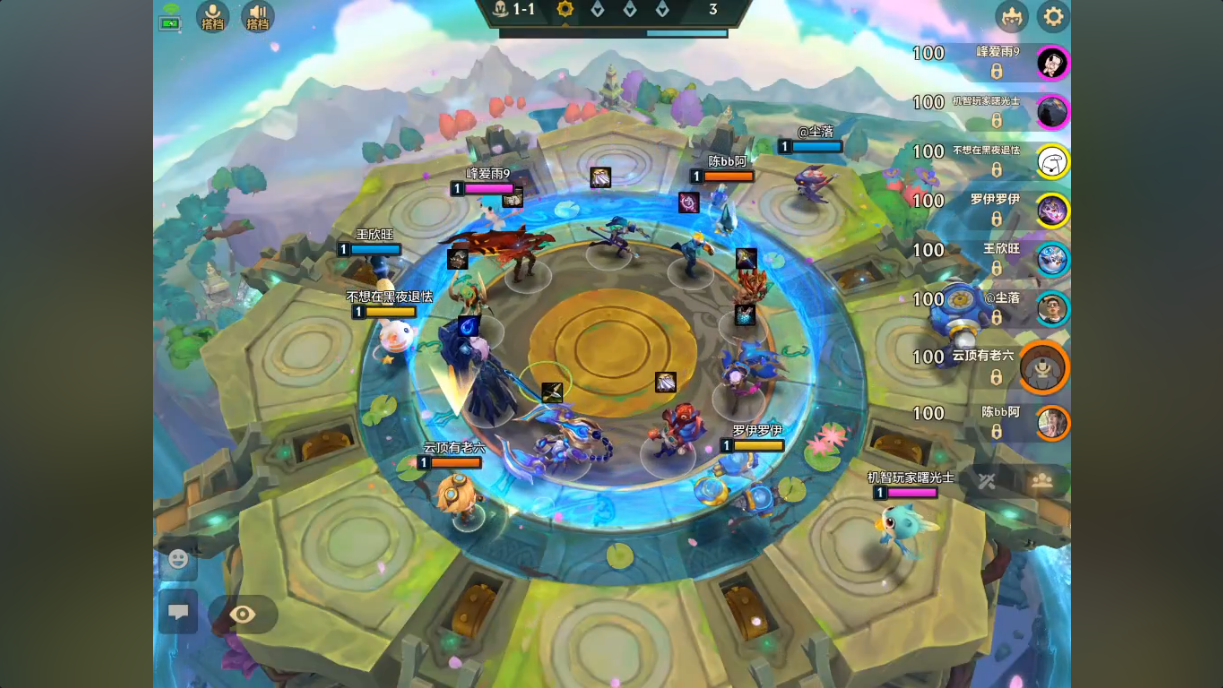 搭档
搭档
1-1
3
100 峰爱雨9
100 机智玩家曙光士
100 不想在黑夜退怯
100 罗伊罗伊
100 王欣旺
100 @尘落
100 云顶有老六
100 陈bb阿
@尘落
1
陈bb阿
1
峰爱雨9
1
王欣旺
1
不想在黑夜退怯
1
罗伊罗伊
1
云顶有老六
1
机智玩家曙光士
1